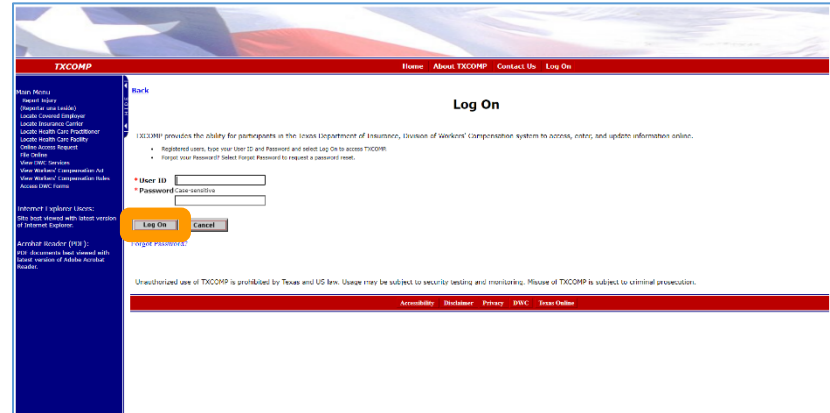 TXCOMP
Home About TXCOMP Contact Us Log On
Main Menu
Report Injury
(Reportar una Lesión)
Locate Covered Employer
Locate Insurance Carrier
Locate Health Care Practitioner
Locate Health Care Facility
Online Access Request
File Online
View DWC Services
View Workers' Compensation Act
View Workers' Compensation Rules
Access DWC Forms
Internet Explorer Users:
Site best viewed with latest version
of Internet Explorer.
Acrobat Reader (PDF):
PDF documents best viewed with
latest version of Adobe Acrobat
Reader.
HIDE
Back
Log On
TXCOMP provides the ability for participants in the Texas Department of Insurance, Division of Workers' Compensation system to access, enter, and update information online.
• Registered users, type your User ID and Password and select Log On to access TXCOMP.
• Forgot your Password? Select Forgot Password to request a password reset.
* User ID
* Password Case-sensitive
Log On Cancel
Forgot Password?
Unauthorized use of TXCOMP is prohibited by Texas and US law. Usage may be subject to security testing and monitoring. Misuse of TXCOMP is subject to criminal prosecution.
Accessibility Disclaimer Privacy DWC Texas Online